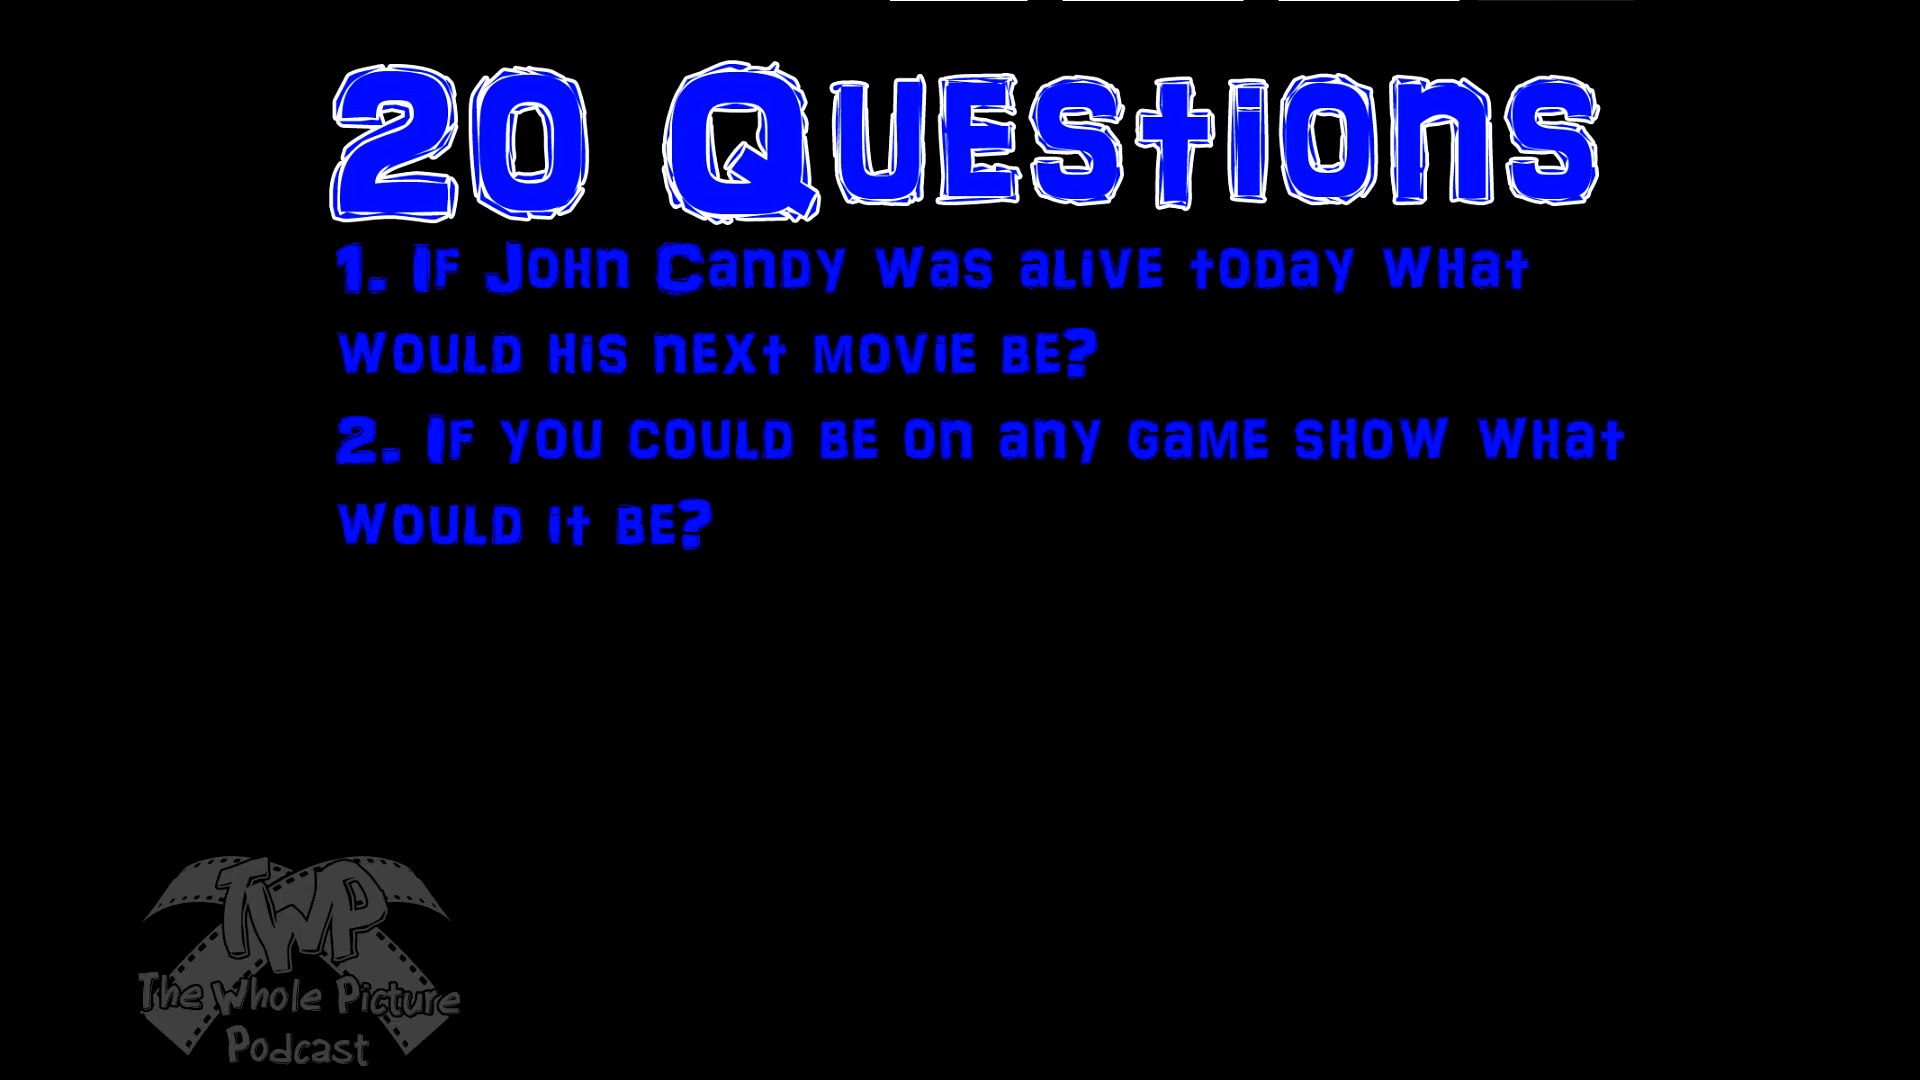 20 Questions
1. If John Candy was alive today what
would his next movie be?
2. If you could be on any game show what
would it be?
TWP
The Whole Picture
Podcast